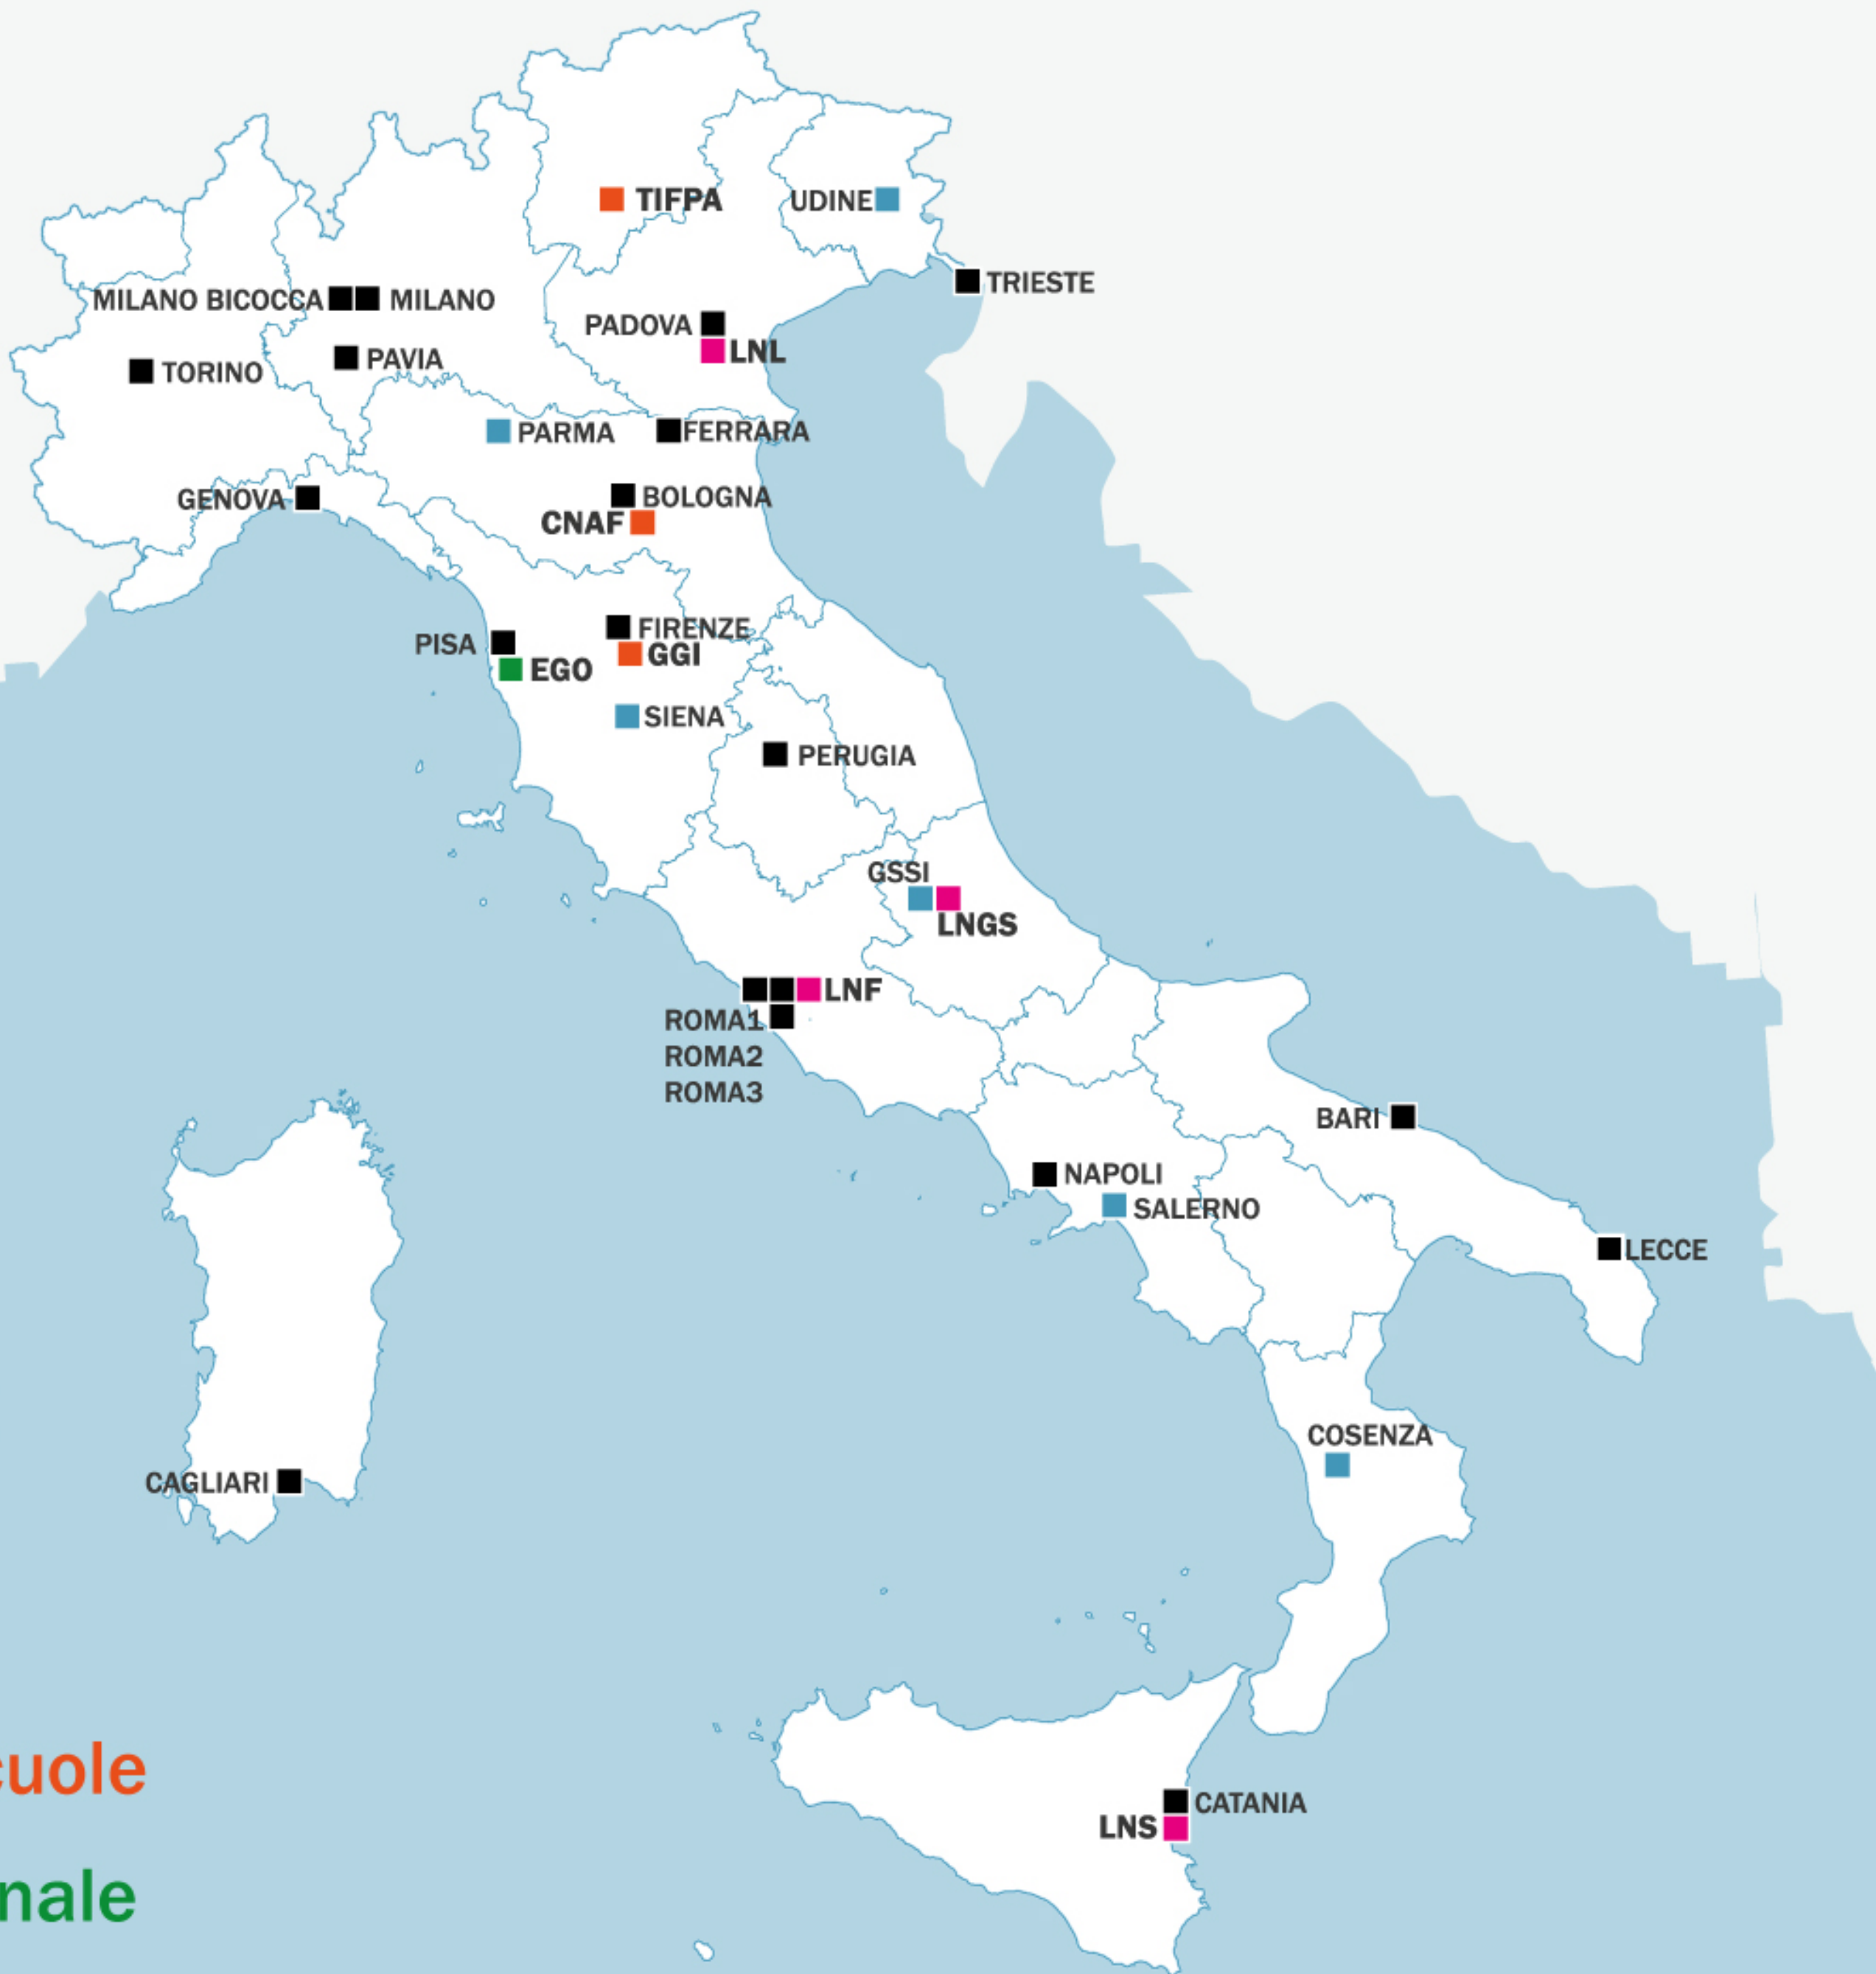 TIFPA
UDINE
TRIESTE
MILANO BICOCCA
MILANO
PADOVA
LNL
PAVIA
TORINO
PARMA
FERRARA
GENOVA
BOLOGNA
CNAF
FIRENZE
PISA
GGI
EGO
SIENA
PERUGIA
GSSI
LNGS
LNF
ROMA1
ROMA2
ROMA3
BARI
NAPOLI
SALERNO
LECCE
COSENZA
CAGLIARI
cuole
CATANIA
LNS
nale